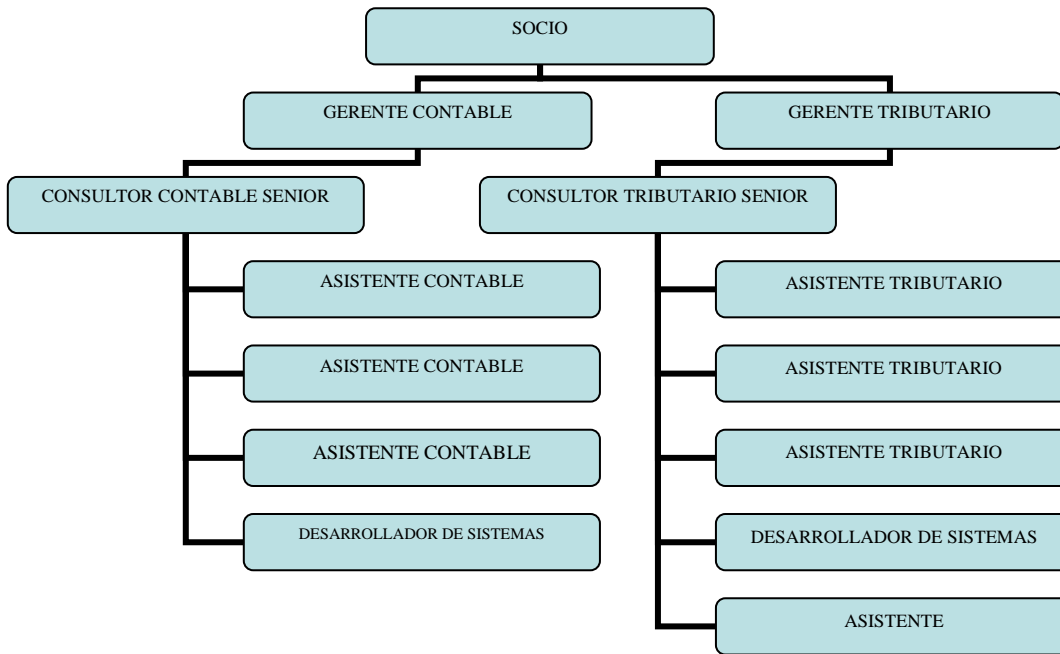 SOCIO
GERENTE CONTABLE
GERENTE TRIBUTARIO
CONSULTOR CONTABLE SENIOR
CONSULTOR TRIBUTARIO SENIOR
ASISTENTE CONTABLE
ASISTENTE TRIBUTARIO
ASISTENTE CONTABLE
ASISTENTE TRIBUTARIO
ASISTENTE CONTABLE
ASISTENTE TRIBUTARIO
DESARROLLADOR DE SISTEMAS
DESARROLLADOR DE SISTEMAS
ASISTENTE